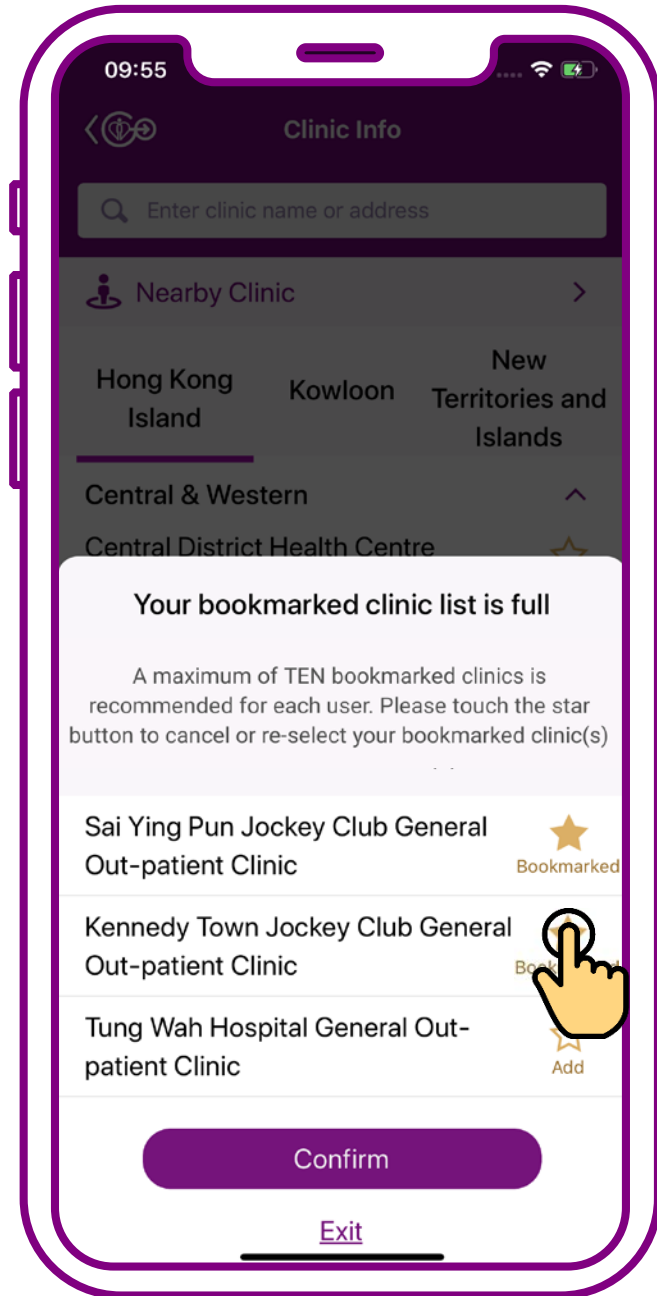 09:55
Clinic Info
Enter clinic name or address
Nearby Clinic
Hong Kong
Island
Kowloon
New
Territories and
Islands
Central & Western
Central District Health Centre
Your bookmarked clinic list is full
A maximum of TEN bookmarked clinics is
recommended for each user. Please touch the star
button to cancel or re-select your bookmarked clinic(s)
Sai Ying Pun Jockey Club General
Out-patient Clinic
Bookmarked
Kennedy Town Jockey Club General
Out-patient Clinic
Tung Wah Hospital General Out-
patient Clinic
Add
Confirm
Exit